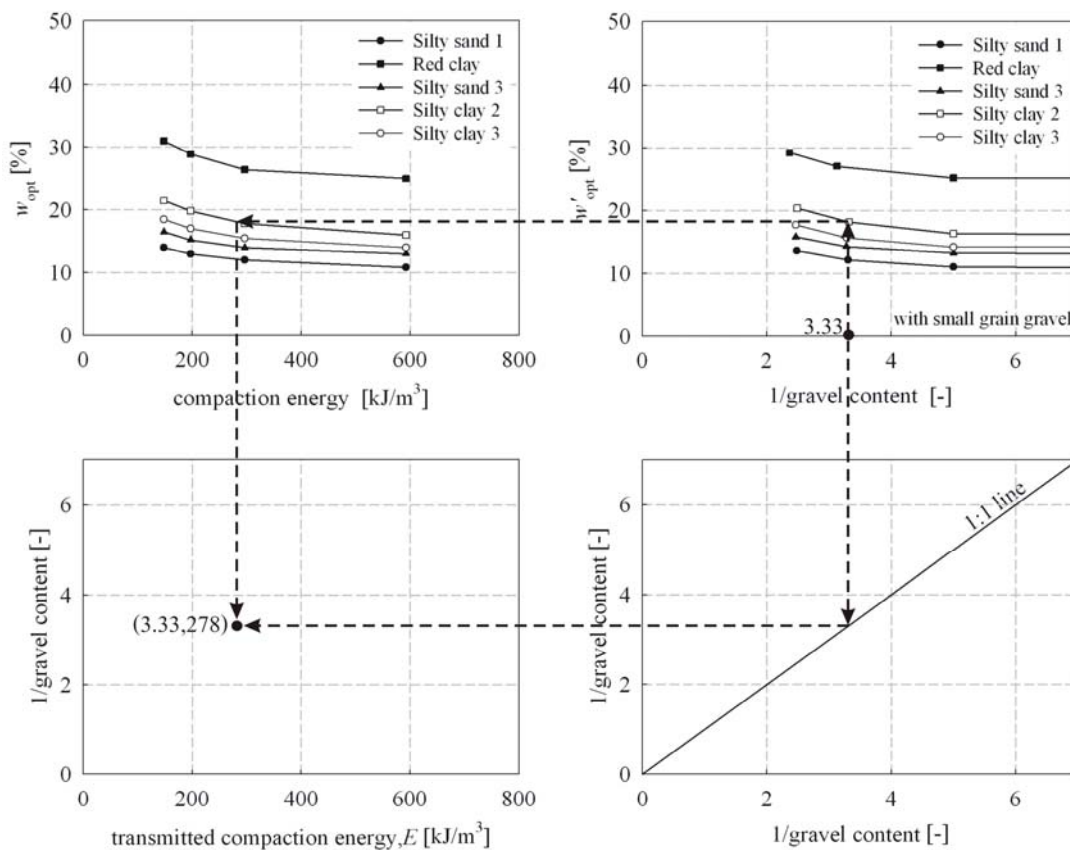 50
40
30
20
10
0
w_opt [%]
Silty sand 1
Red clay
Silty sand 3
Silty clay 2
Silty clay 3
0 200 400 600 800
compaction energy [kJ/m³]
50
40
30
20
10
0
w'_opt [%]
Silty sand 1
Red clay
Silty sand 3
Silty clay 2
Silty clay 3
3.33
with small grain gravel
0 2 4 6
1/gravel content [-]
6
4
2
0
1/gravel content [-]
(3.33,278)
0 200 400 600 800
transmitted compaction energy,E [kJ/m³]
6
4
2
0
1/gravel content [-]
1:1 line
0 2 4 6
1/gravel content [-]